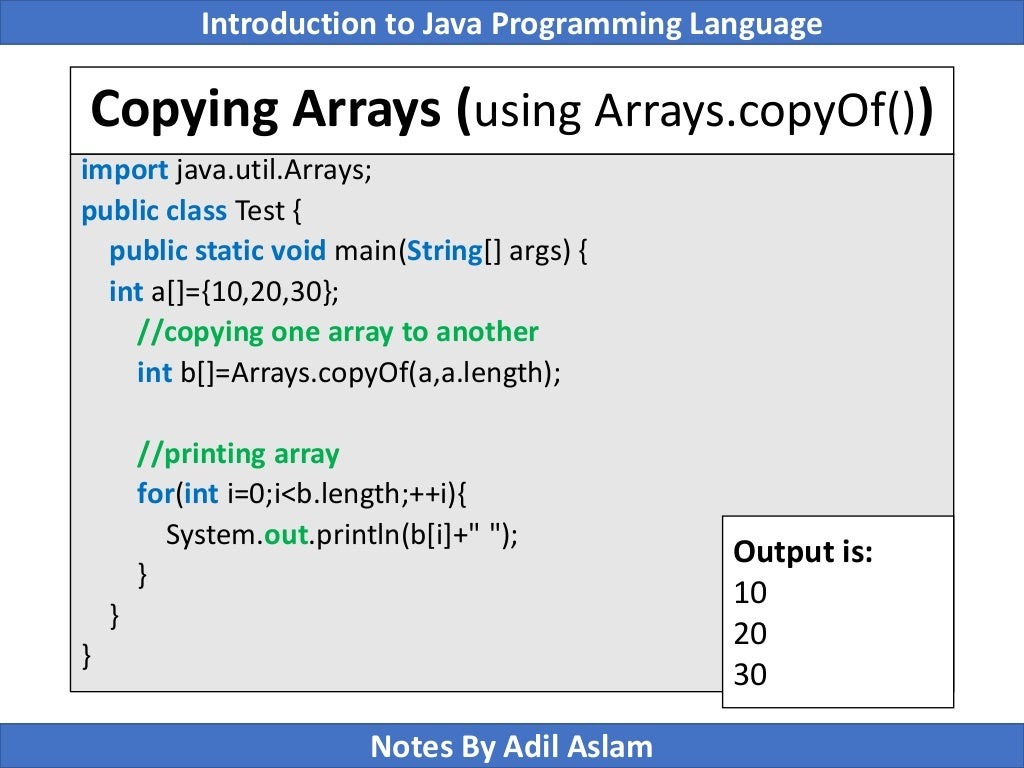 Introduction to Java Programming Language
Copying Arrays (using Arrays.copyOf())
import java.util.Arrays;
public class Test {
public static void main(String[] args) {
int a[]={10,20,30};
//copying one array to another
int b[]=Arrays.copyOf(a,a.length);
//printing array
for(int i=0;i<b.length;++i){
System.out.println(b[i]+" ");
}
}
}
Output is:
10
20
30
Notes By Adil Aslam